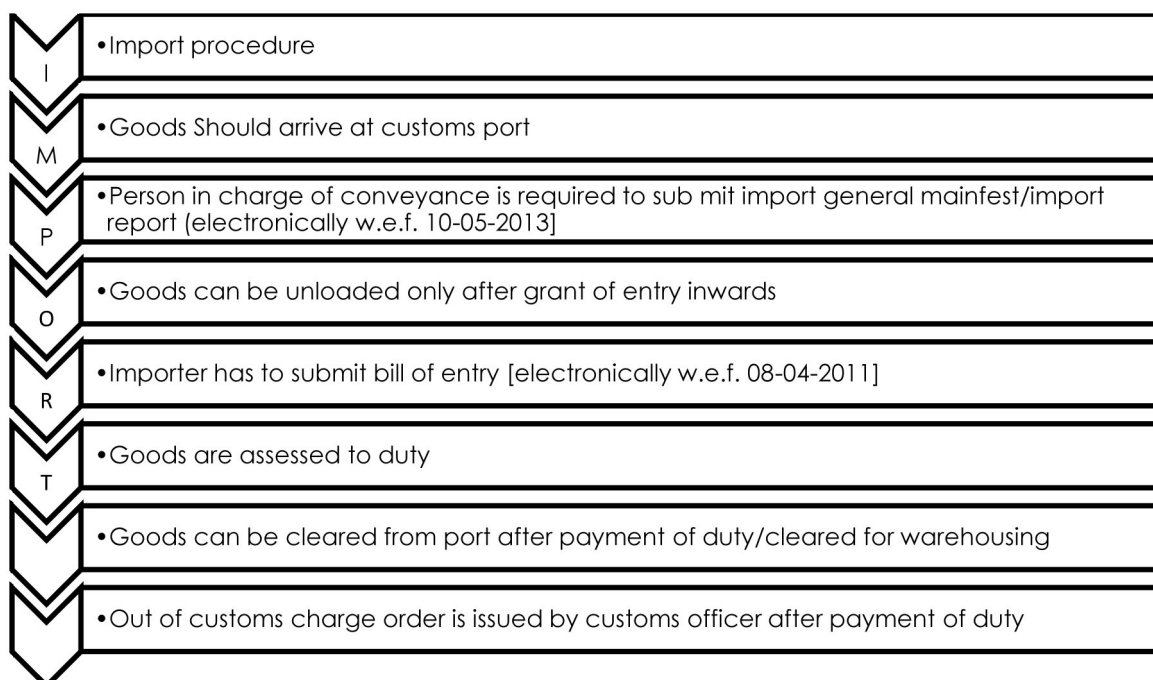 I
•Import procedure
M
•Goods Should arrive at customs port
P
•Person in charge of conveyance is required to sub mit import general mainfest/import
report (electronically w.e.f. 10-05-2013]
O
•Goods can be unloaded only after grant of entry inwards
R
•Importer has to submit bill of entry [electronically w.e.f. 08-04-2011]
T
•Goods are assessed to duty
•Goods can be cleared from port after payment of duty/cleared for warehousing
•Out of customs charge order is issued by customs officer after payment of duty